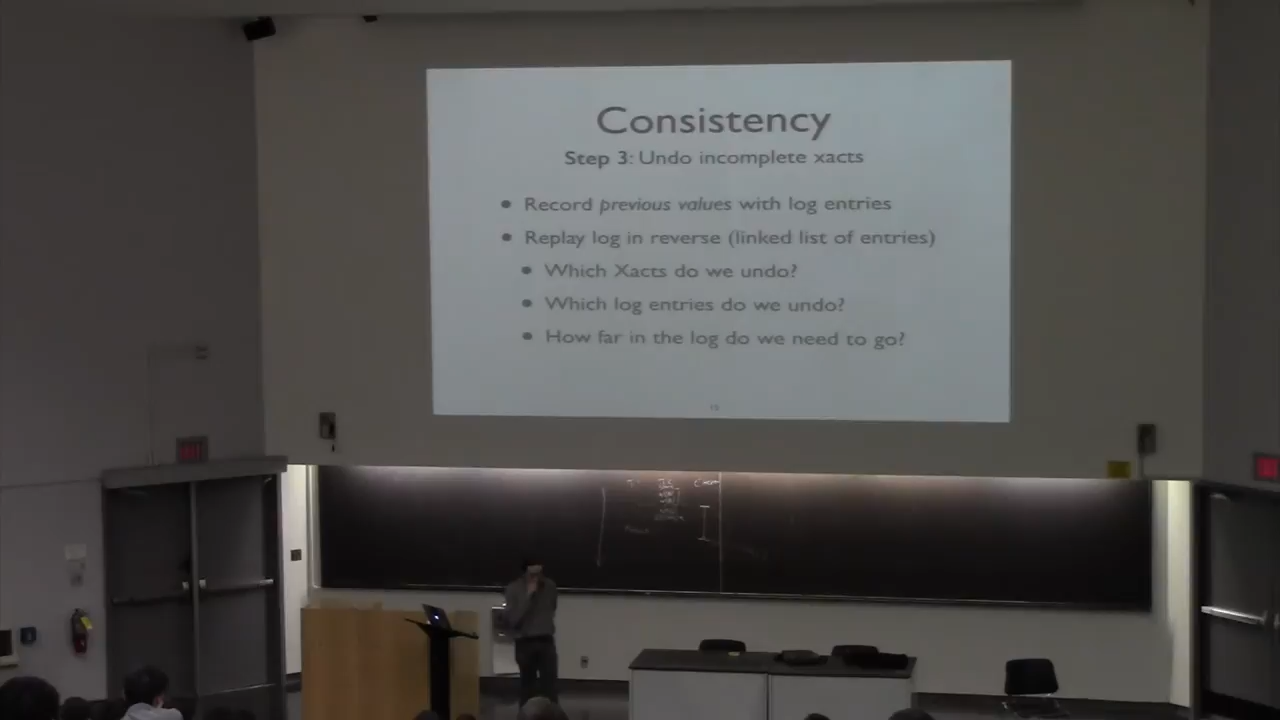 Consistency
Step 3: Undo incomplete xacts
• Record previous values with log entries
• Replay log in reverse (linked list of entries)
• Which Xacts do we undo?
• Which log entries do we undo?
• How far in the log do we need to go?